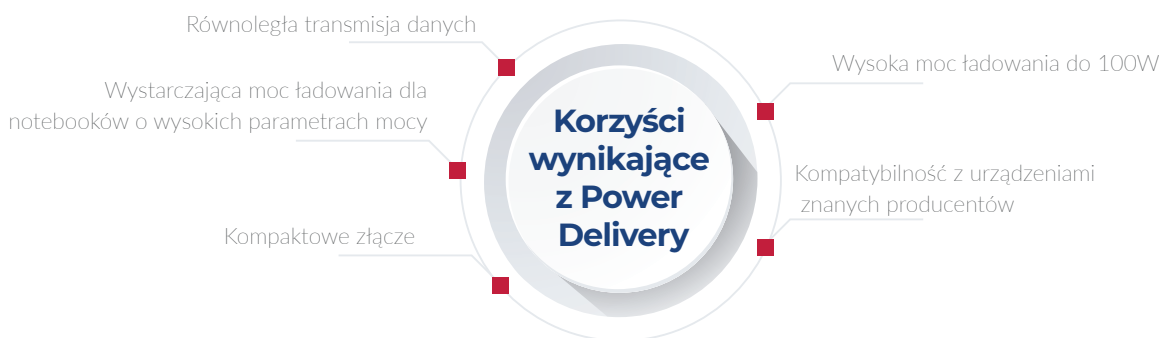 Równoległa transmisja danych
Wystarczająca moc ładowania dla
notebooków o wysokich parametrach mocy
Kompaktowe złącze
Korzyści
wynikające
z Power
Delivery
Wysoka moc ładowania do 100W
Kompatybilność z urządzeniami
znanych producentów